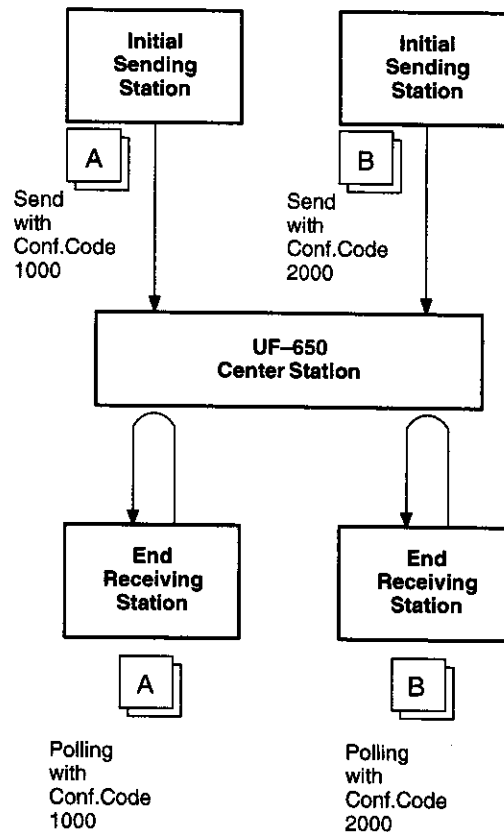 Initial
Sending
Station
Initial
Sending
Station
A
B
Send
with
Conf.Code
1000
Send
with
Conf.Code
2000
UF–650
Center Station
End
Receiving
Station
End
Receiving
Station
A
B
Polling
with
Conf.Code
1000
Polling
with
Conf.Code
2000